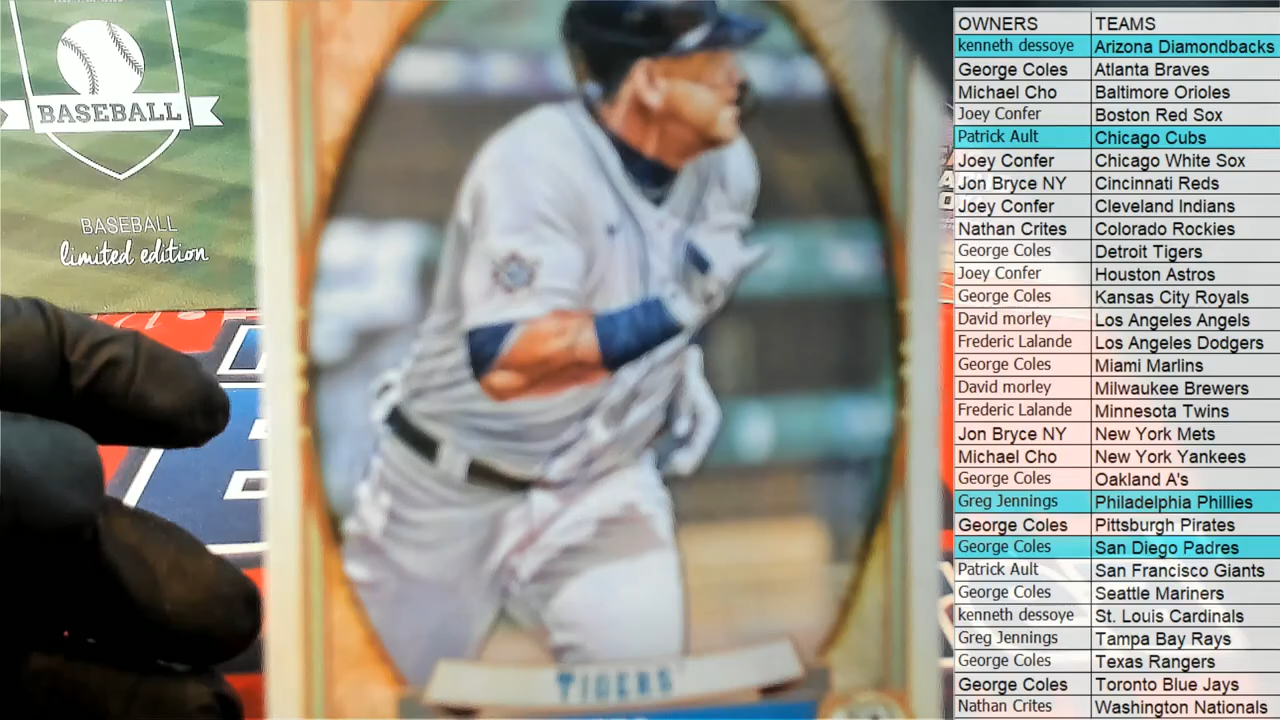 BASEBALL
BASEBALL
limited edition
TIGERS
OWNERS TEAMS
kenneth dessoye Arizona Diamondbacks
George Coles Atlanta Braves
Michael Cho Baltimore Orioles
Joey Confer Boston Red Sox
Patrick Ault Chicago Cubs
Joey Confer Chicago White Sox
Jon Bryce NY Cincinnati Reds
Joey Confer Cleveland Indians
Nathan Crites Colorado Rockies
George Coles Detroit Tigers
Joey Confer Houston Astros
George Coles Kansas City Royals
David morley Los Angeles Angels
Frederic Lalande Los Angeles Dodgers
George Coles Miami Marlins
David morley Milwaukee Brewers
Frederic Lalande Minnesota Twins
Jon Bryce NY New York Mets
Michael Cho New York Yankees
George Coles Oakland A's
Greg Jennings Philadelphia Phillies
George Coles Pittsburgh Pirates
George Coles San Diego Padres
Patrick Ault San Francisco Giants
George Coles Seattle Mariners
kenneth dessoye St. Louis Cardinals
Greg Jennings Tampa Bay Rays
George Coles Texas Rangers
George Coles Toronto Blue Jays
Nathan Crites Washington Nationals